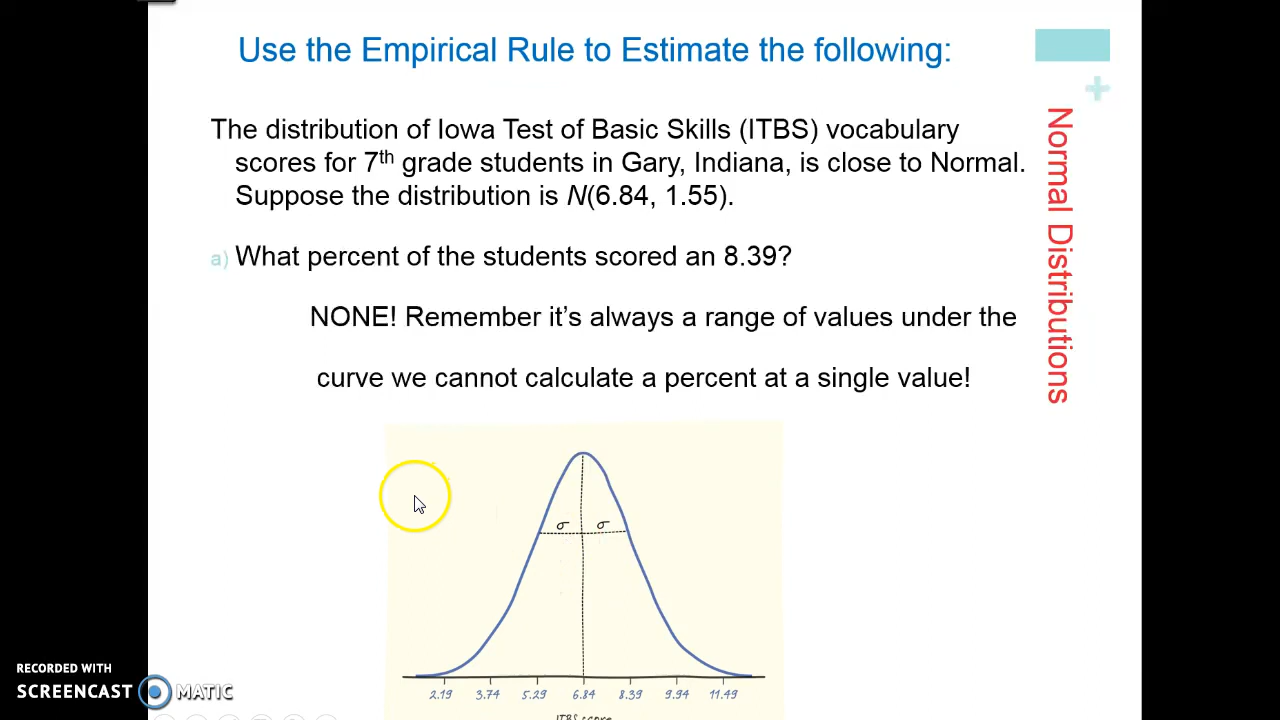 Use the Empirical Rule to Estimate the following:
The distribution of Iowa Test of Basic Skills (ITBS) vocabulary
scores for 7th grade students in Gary, Indiana, is close to Normal.
Suppose the distribution is N(6.84, 1.55).
a) What percent of the students scored an 8.39?
NONE! Remember it's always a range of values under the
curve we cannot calculate a percent at a single value!
+
Normal Distributions
σ σ
2.19 3.74 5.29 6.84 8.39 9.94 11.49
ITBS score
RECORDED WITH
SCREENCAST MATIC